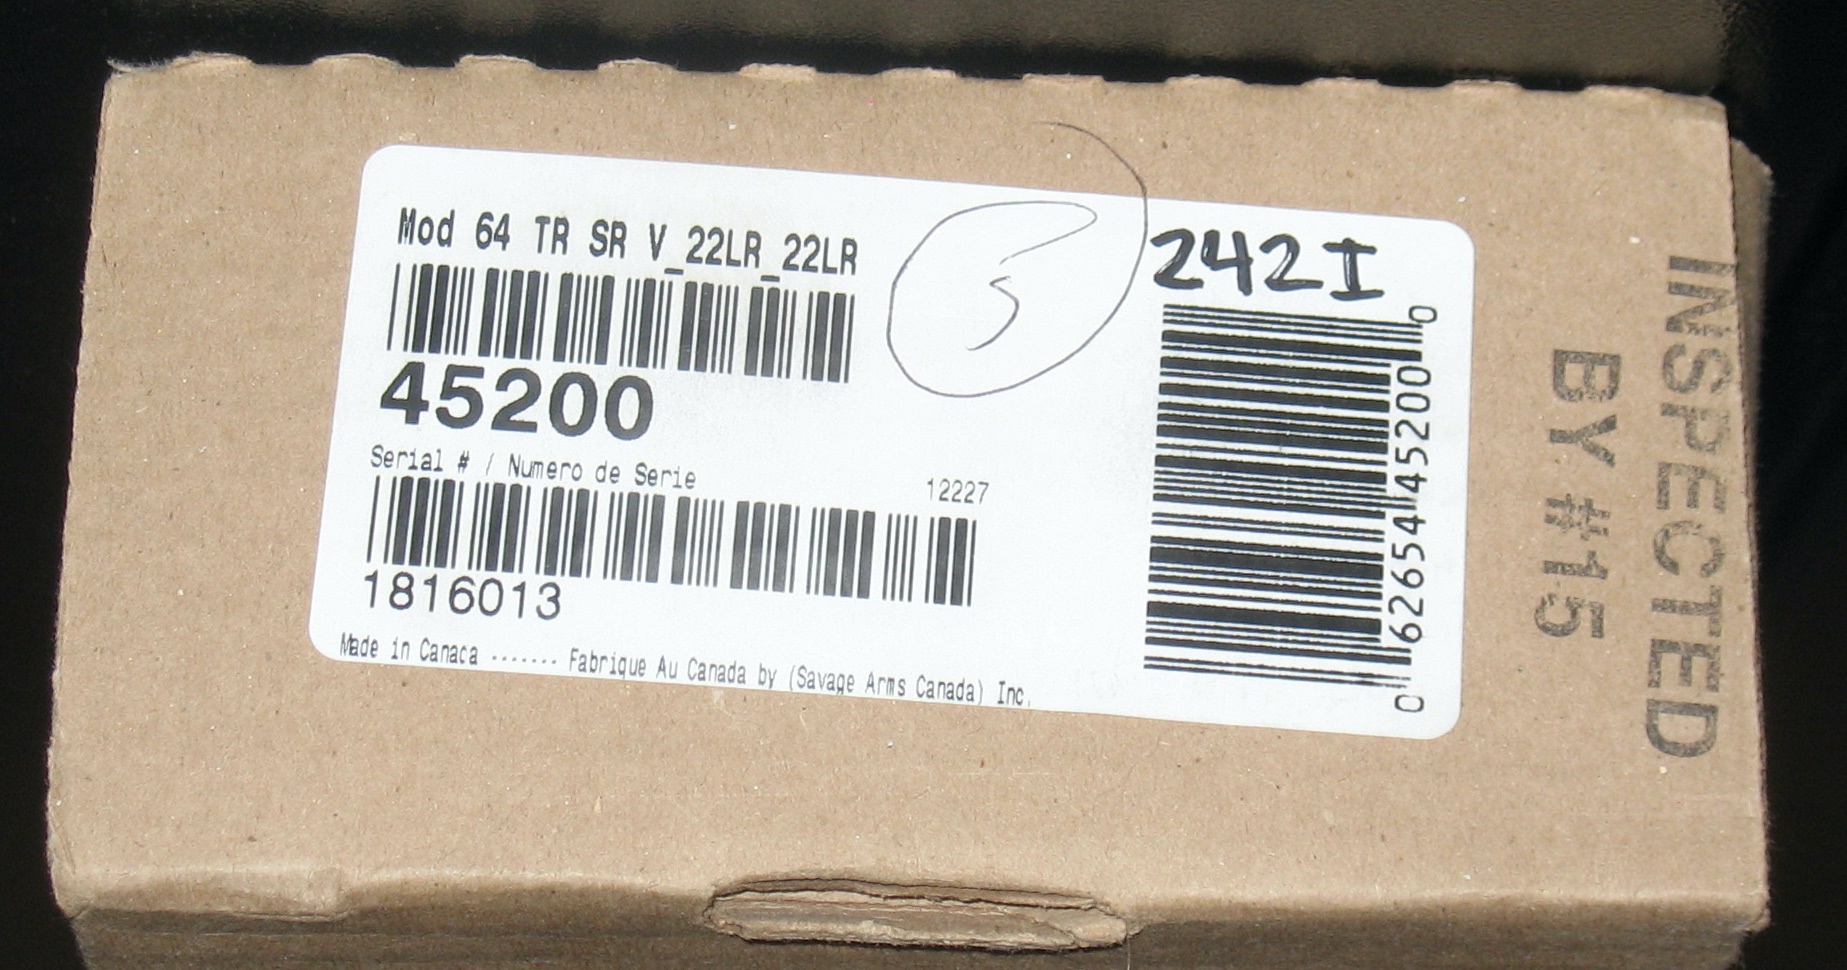 Mod 64 TR SR V_22LR_22LR
45200
Serial # / Numero de Serie
12227
1816013
Made in Canaca ------- Fabrique Au Canada by (Savage Arms Canada) Inc.
5
242I
0 62654 45200 0
INSPECTED
BY #15